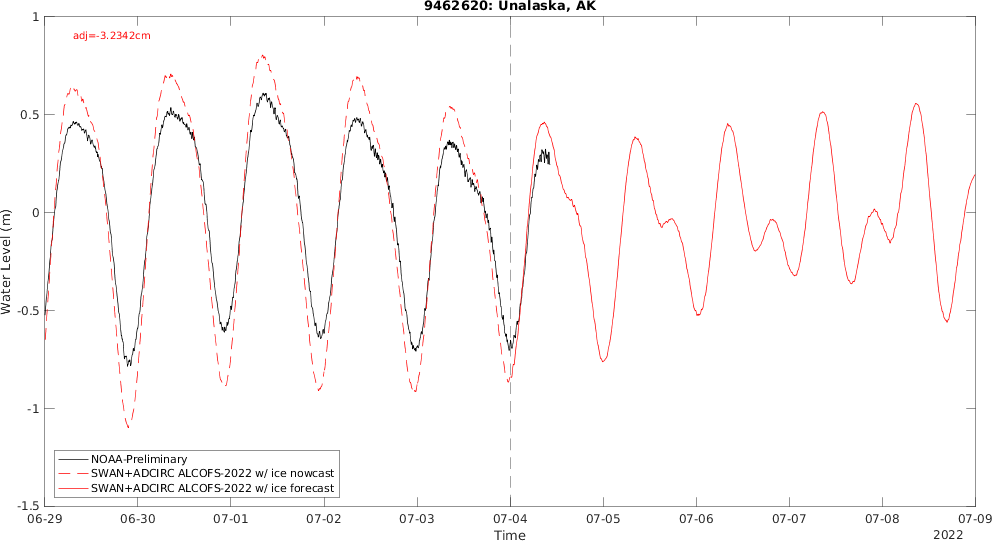 9462620: Unalaska, AK
adj=-3.2342cm
1
0.5
0
-0.5
-1
-1.5
Water Level (m)
NOAA-Preliminary
SWAN+ADCIRC ALCOFS-2022 w/ ice nowcast
SWAN+ADCIRC ALCOFS-2022 w/ ice forecast
06-29 06-30 07-01 07-02 07-03 07-04 07-05 07-06 07-07 07-08 07-09
Time
2022